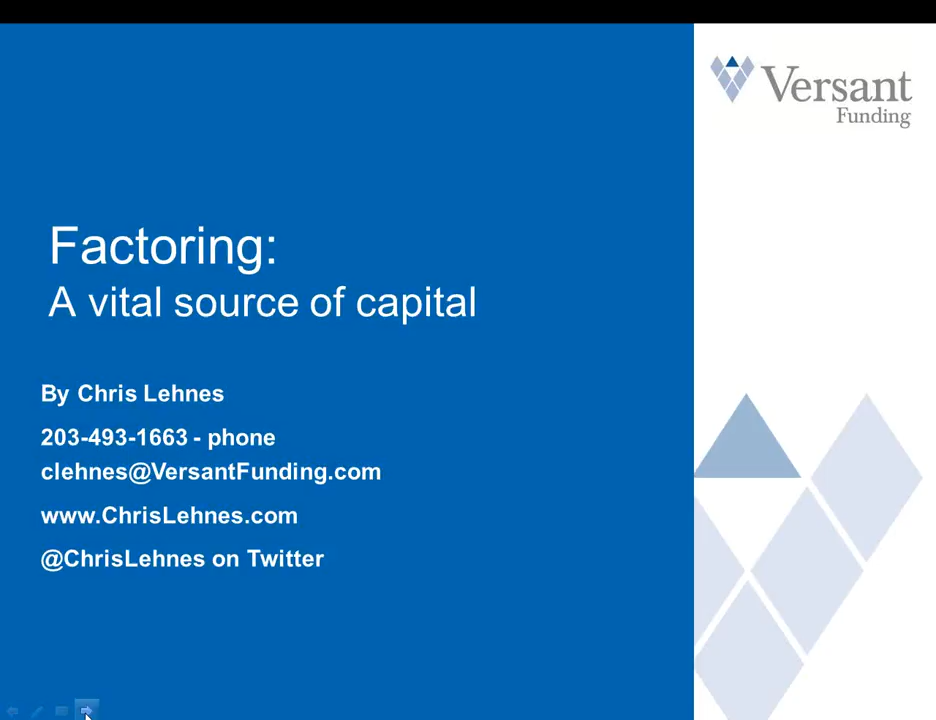 Versant
Funding
Factoring:
A vital source of capital
By Chris Lehnes
203-493-1663 - phone
clehnes@VersantFunding.com
www.ChrisLehnes.com
@ChrisLehnes on Twitter